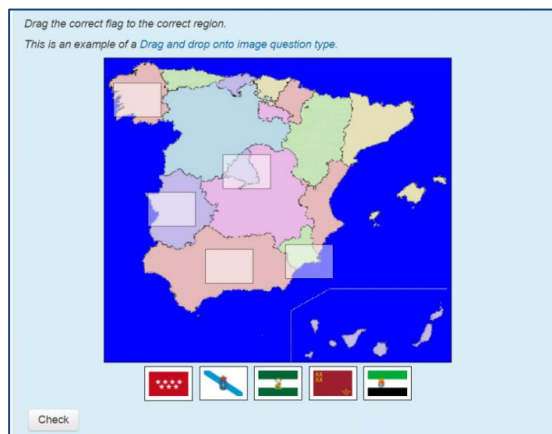 Drag the correct flag to the correct region.
This is an example of a Drag and drop onto image question type.
Check